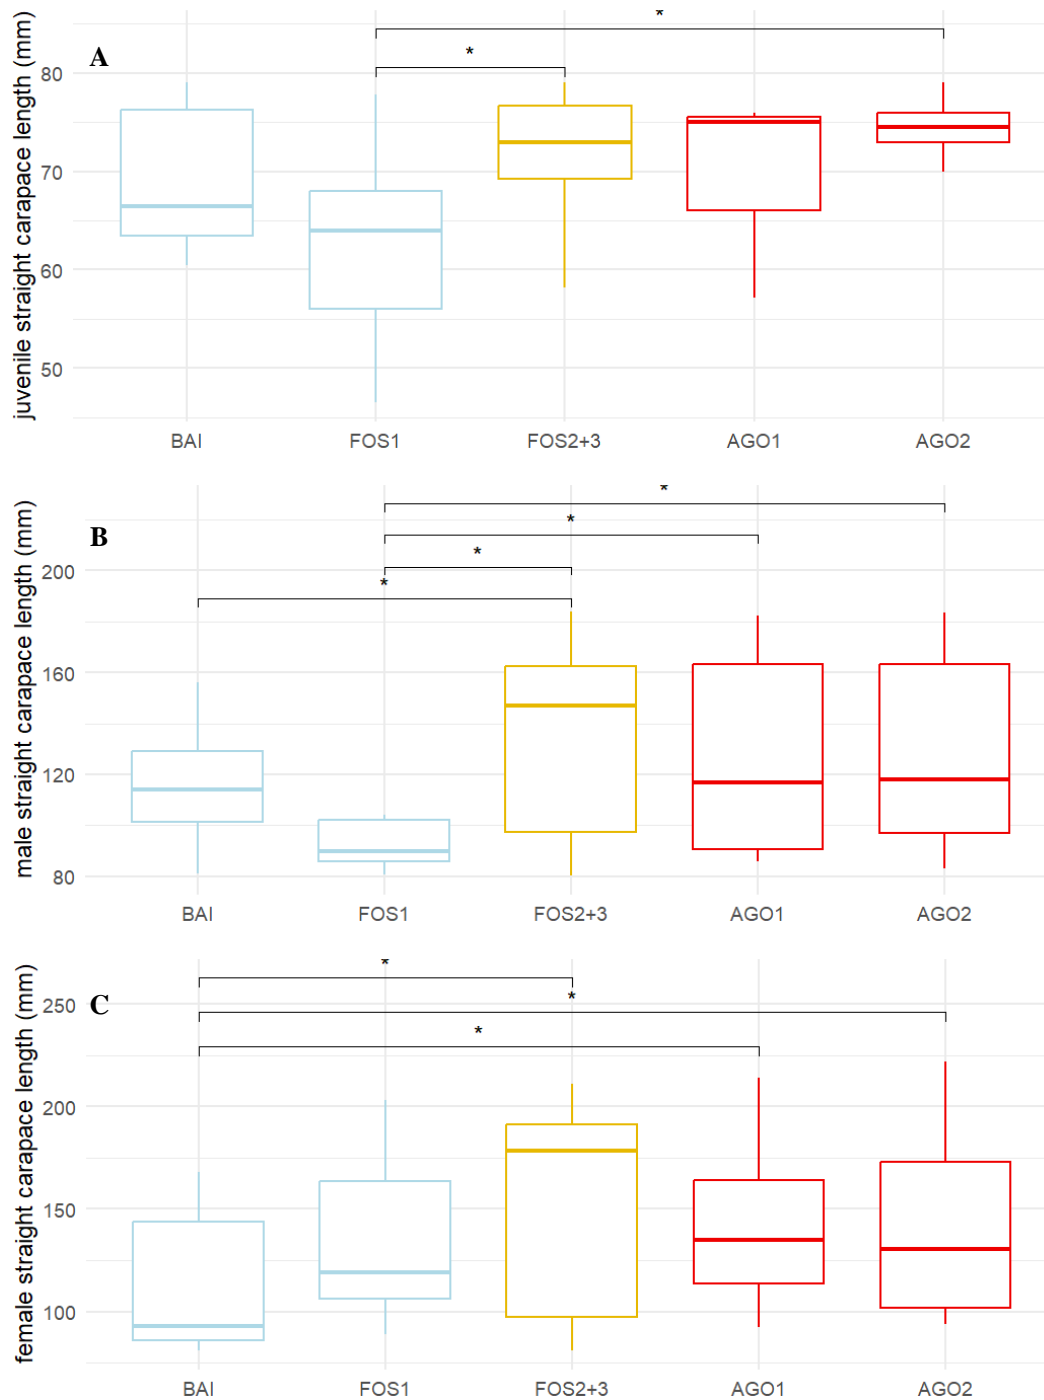 *
A
*
80
70
60
50
juvenile straight carapace length (mm)
BAI FOS1 FOS2+3 AGO1 AGO2
*
*
B
*
*
200
160
120
80
male straight carapace length (mm)
BAI FOS1 FOS2+3 AGO1 AGO2
*
*
C
*
250
200
150
100
female straight carapace length (mm)
BAI FOS1 FOS2+3 AGO1 AGO2